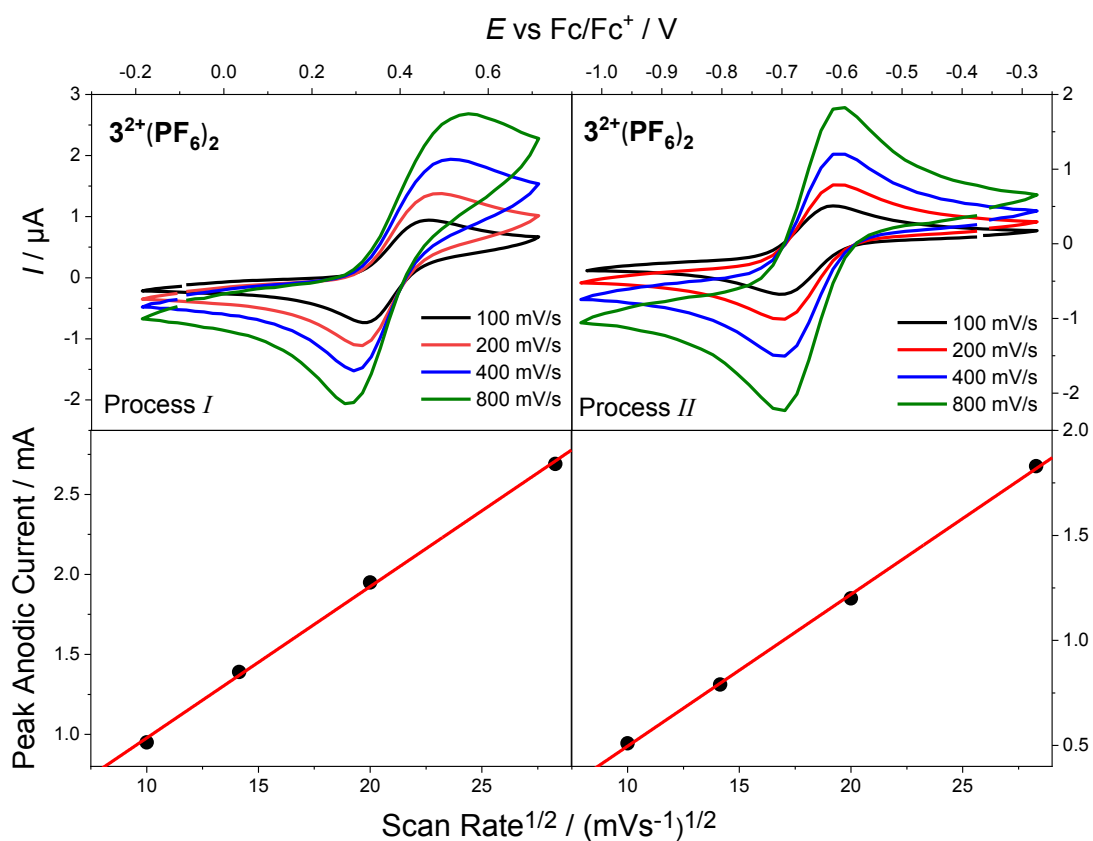 E vs Fc/Fc⁺ / V
-0.2 0.0 0.2 0.4 0.6
-1.0 -0.9 -0.8 -0.7 -0.6 -0.5 -0.4 -0.3
3²⁺(PF₆)₂
3²⁺(PF₆)₂
I / μA
3
2
1
0
-1
-2
2
1
0
-1
-2
100 mV/s
200 mV/s
400 mV/s
800 mV/s
Process I
100 mV/s
200 mV/s
400 mV/s
800 mV/s
Process II
Peak Anodic Current / mA
2.5
2.0
1.5
1.0
2.0
1.5
1.0
0.5
10 15 20 25
10 15 20 25
Scan Rate¹ᐟ² / (mVs⁻¹)¹ᐟ²